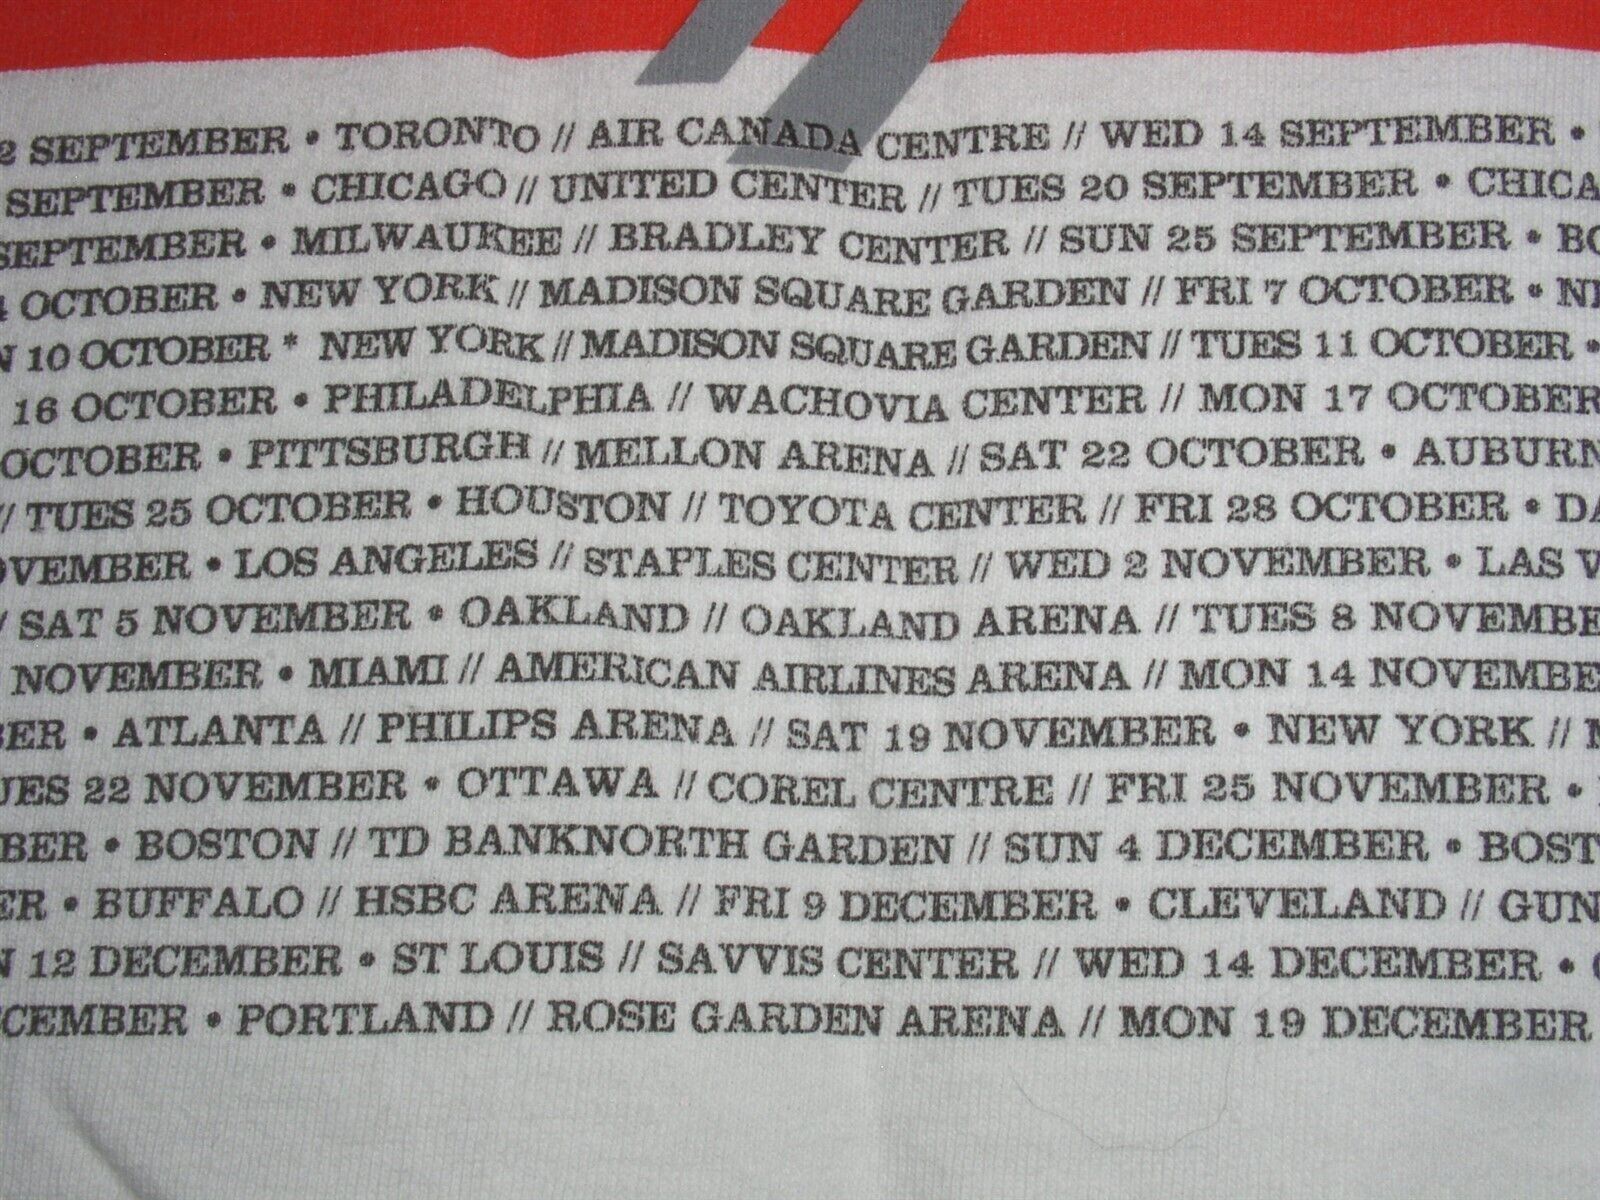 2 SEPTEMBER • TORONTO // AIR CANADA CENTRE // WED 14 SEPTEMBER •
SEPTEMBER • CHICAGO // UNITED CENTER // TUES 20 SEPTEMBER • CHICA
SEPTEMBER • MILWAUKEE // BRADLEY CENTER // SUN 25 SEPTEMBER • BO
4 OCTOBER • NEW YORK // MADISON SQUARE GARDEN // FRI 7 OCTOBER • NE
N 10 OCTOBER * NEW YORK // MADISON SQUARE GARDEN // TUES 11 OCTOBER •
16 OCTOBER • PHILADELPHIA // WACHOVIA CENTER // MON 17 OCTOBER
OCTOBER • PITTSBURGH // MELLON ARENA // SAT 22 OCTOBER • AUBURN
// TUES 25 OCTOBER • HOUSTON // TOYOTA CENTER // FRI 28 OCTOBER • DA
OVEMBER • LOS ANGELES // STAPLES CENTER // WED 2 NOVEMBER • LAS V
/ SAT 5 NOVEMBER • OAKLAND // OAKLAND ARENA // TUES 8 NOVEMBE
NOVEMBER • MIAMI // AMERICAN AIRLINES ARENA // MON 14 NOVEMBE
BER • ATLANTA // PHILIPS ARENA // SAT 19 NOVEMBER • NEW YORK // M
UES 22 NOVEMBER • OTTAWA // COREL CENTRE // FRI 25 NOVEMBER •
BER • BOSTON // TD BANKNORTH GARDEN // SUN 4 DECEMBER • BOST
ER • BUFFALO // HSBC ARENA // FRI 9 DECEMBER • CLEVELAND // GUN
N 12 DECEMBER • ST LOUIS // SAVVIS CENTER // WED 14 DECEMBER •
CEMBER • PORTLAND // ROSE GARDEN ARENA // MON 19 DECEMBER